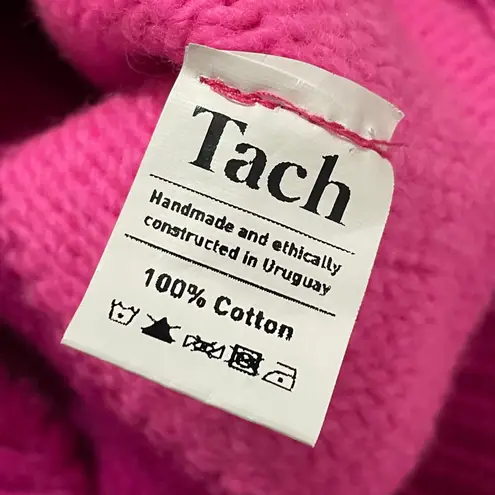 Tach
Handmade and ethically
constructed in Uruguay
100% Cotton